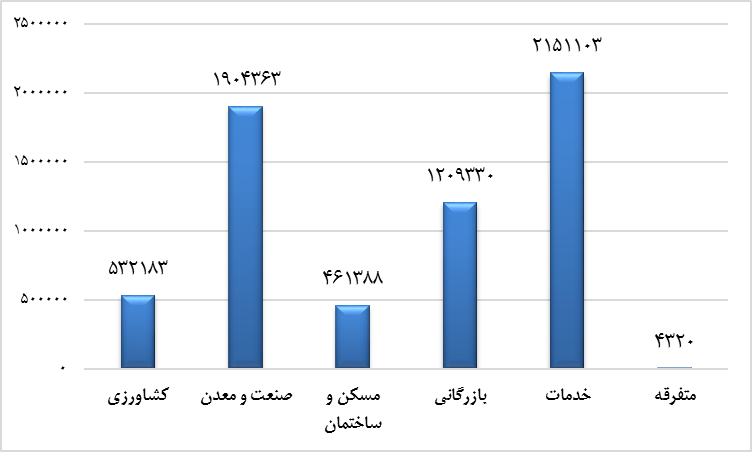 ۲۵۰۰۰۰۰
۲۰۰۰۰۰۰
۱۵۰۰۰۰۰
۱۰۰۰۰۰۰
۵۰۰۰۰۰
۰
۵۳۲۱۸۳
۱۹۰۴۳۶۳
۴۶۱۳۸۸
۱۲۰۹۳۳۰
۲۱۵۱۱۰۳
۴۳۲۰
کشاورزی
صنعت و معدن
مسکن و
ساختمان
بازرگانی
خدمات
متفرقه